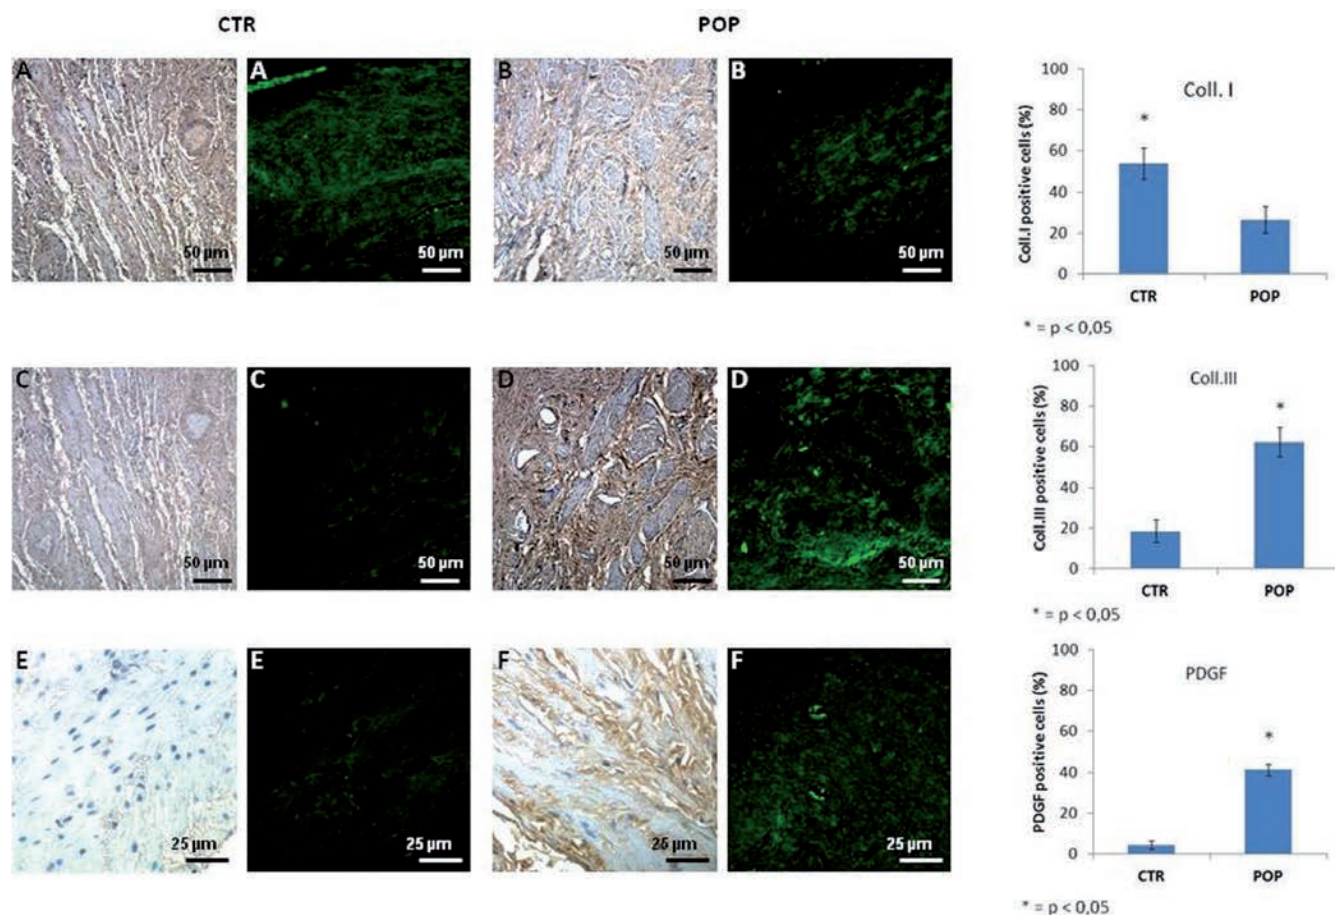 CTR
POP
A
A
B
B
50 µm
50 µm
50 µm
50 µm
Coll. I
Coll.I positive cells (%)
100
80
60
40
20
0
*
CTR
POP
* = p < 0,05
C
C
D
D
50 µm
50 µm
50 µm
50 µm
Coll.III
Coll.III positive cells (%)
100
80
60
40
20
0
*
CTR
POP
* = p < 0,05
E
E
F
F
25 µm
25 µm
25 µm
25 µm
PDGF
PDGF positive cells (%)
100
80
60
40
20
0
*
CTR
POP
* = p < 0,05